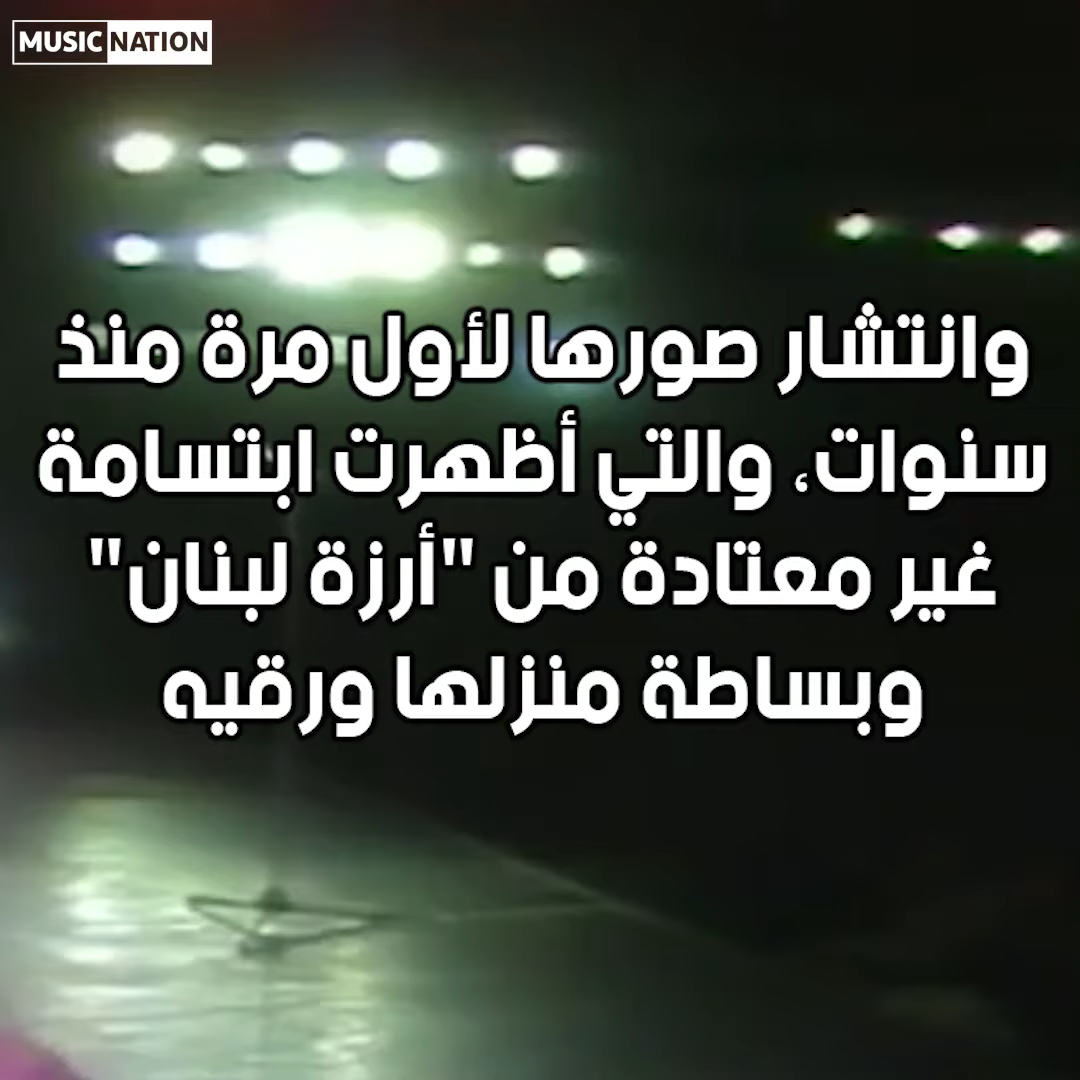 MUSIC NATION
وانتشار صورها لأول مرة منذ
سنوات، والتي أظهرت ابتسامة
غير معتادة من "أرزة لبنان"
وبساطة منزلها ورقيه